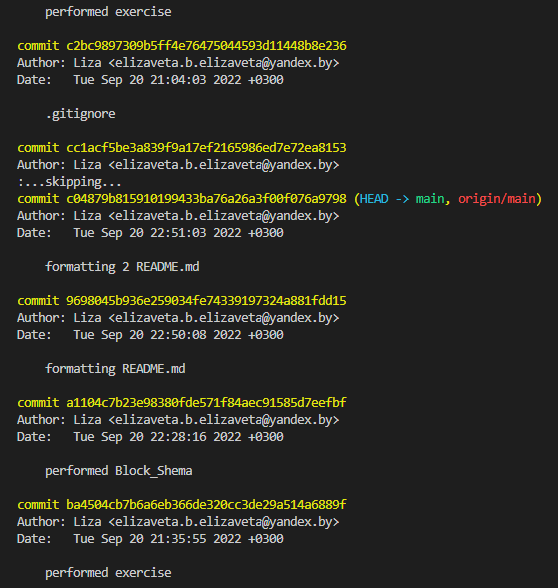 performed exercise
commit c2bc9897309b5ff4e76475044593d11448b8e236
Author: Liza <elizaveta.b.elizaveta@yandex.by>
Date:   Tue Sep 20 21:04:03 2022 +0300
.gitignore
commit cc1acf5be3a839f9a17ef2165986ed7e72ea8153
Author: Liza <elizaveta.b.elizaveta@yandex.by>
:...skipping...
commit c04879b815910199433ba76a26a3f00f076a9798 (HEAD -> main, origin/main)
Author: Liza <elizaveta.b.elizaveta@yandex.by>
Date:   Tue Sep 20 22:51:03 2022 +0300
formatting 2 README.md
commit 9698045b936e259034fe74339197324a881fdd15
Author: Liza <elizaveta.b.elizaveta@yandex.by>
Date:   Tue Sep 20 22:50:08 2022 +0300
formatting README.md
commit a1104c7b23e98380fde571f84aec91585d7eefbf
Author: Liza <elizaveta.b.elizaveta@yandex.by>
Date:   Tue Sep 20 22:28:16 2022 +0300
performed Block_Shema
commit ba4504cb7b6a6eb366de320cc3de29a514a6889f
Author: Liza <elizaveta.b.elizaveta@yandex.by>
Date:   Tue Sep 20 21:35:55 2022 +0300
performed exercise